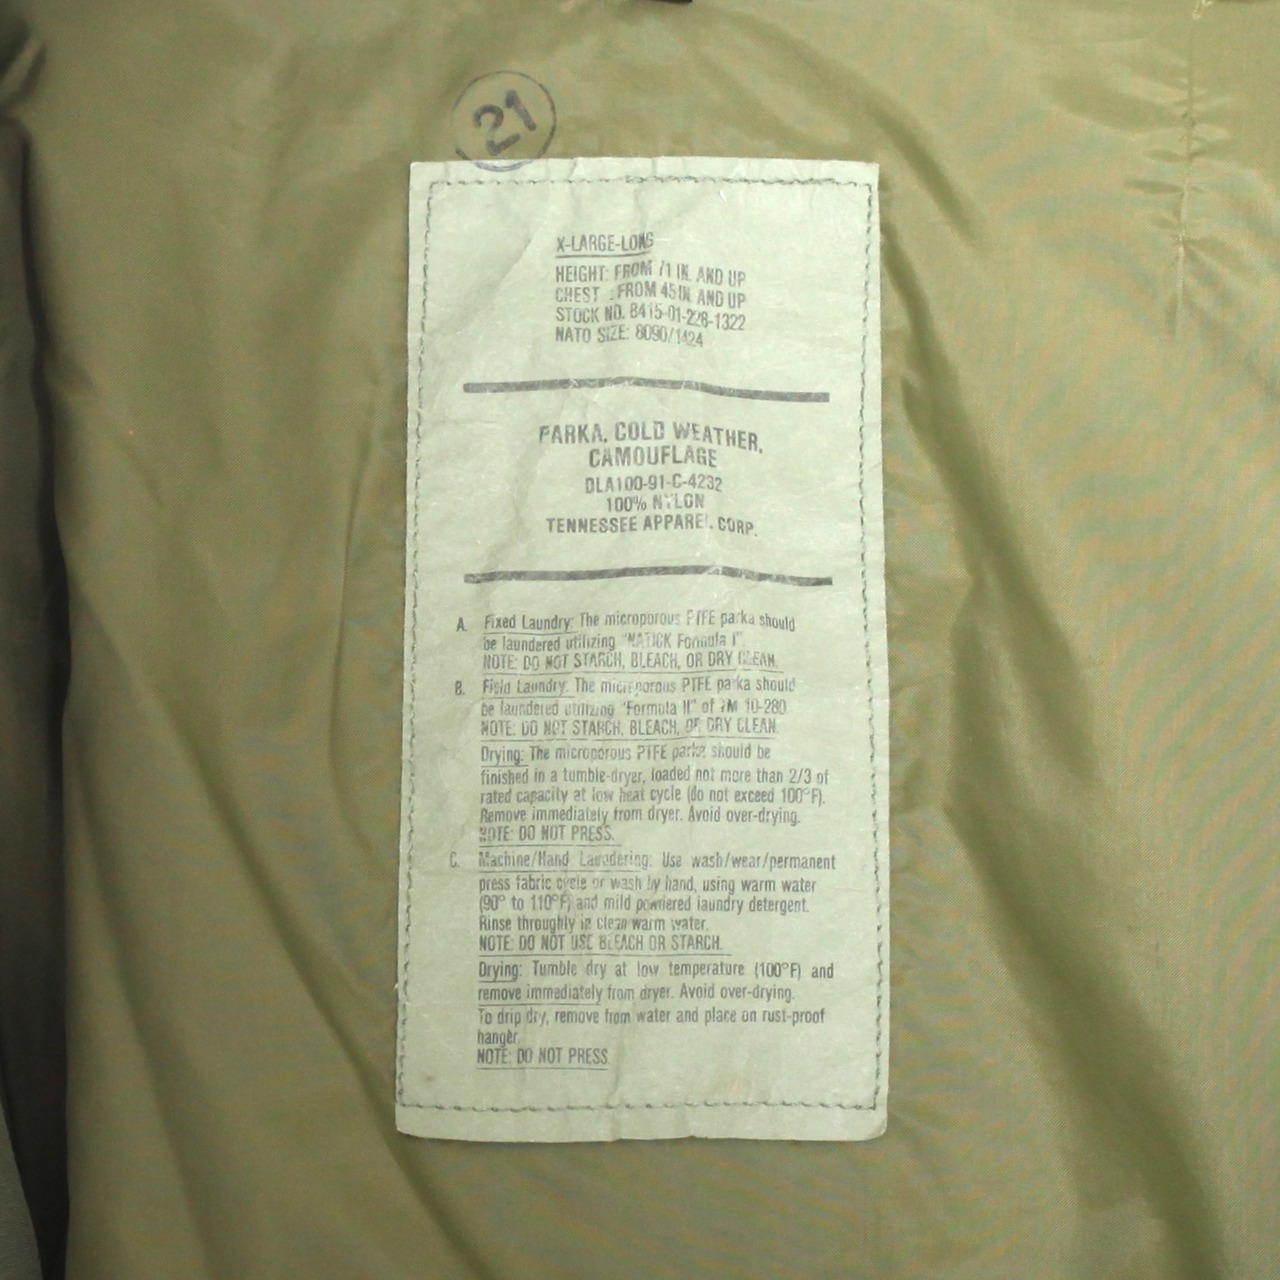 21
X-LARGE-LONG
HEIGHT: FROM 71 IN. AND UP
CHEST : FROM 45 IN AND UP
STOCK NO. 8415-01-228-1322
NATO SIZE: 8090/1424
PARKA, COLD WEATHER,
CAMOUFLAGE
DLA100-91-C-4232
100% NYLON
TENNESSEE APPAREL CORP.
A. Fixed Laundry: The microporous PTFE parka should
be laundered utilizing "NATICK Formula I".
NOTE: DO NOT STARCH, BLEACH, OR DRY CLEAN.
B. Field Laundry: The microporous PTFE parka should
be laundered utilizing "Formula II" of TM 10-280
NOTE: DO NOT STARCH, BLEACH, OR DRY CLEAN.
Drying: The microporous PTFE parka should be
finished in a tumble-dryer, loaded not more than 2/3 of
rated capacity at low heat cycle (do not exceed 100°F).
Remove immediately from dryer. Avoid over-drying.
NOTE: DO NOT PRESS.
C. Machine/Hand Laundering: Use wash/wear/permanent
press fabric cycle or wash by hand, using warm water
(90° to 110°F) and mild powdered laundry detergent.
Rinse throughly in clean warm water.
NOTE: DO NOT USE BLEACH OR STARCH.
Drying: Tumble dry at low temperature (100°F) and
remove immediately from dryer. Avoid over-drying.
To drip dry, remove from water and place on rust-proof
hanger.
NOTE: DO NOT PRESS